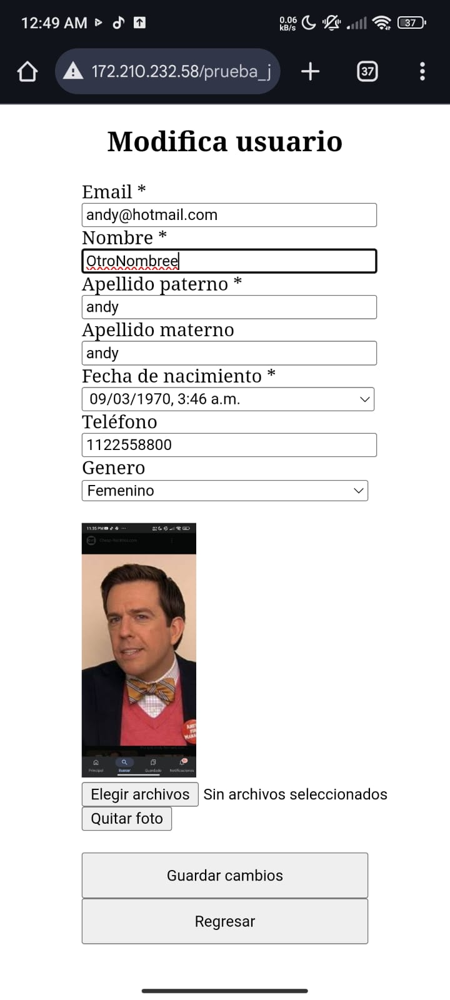 12:49 AM
0.06
kB/s
37
172.210.232.58/prueba_j
37
Modifica usuario
Email *
andy@hotmail.com
Nombre *
OtroNombree
Apellido paterno *
andy
Apellido materno
andy
Fecha de nacimiento *
09/03/1970, 3:46 a.m.
Teléfono
1122558800
Genero
Femenino
11:35 PM
Principal
Buscar
Guardado
Notificaciones
Elegir archivos Sin archivos seleccionados
Quitar foto
Guardar cambios
Regresar